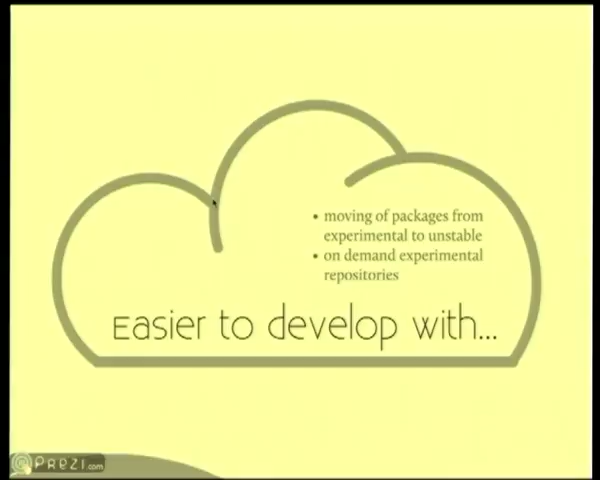 • moving of packages from
experimental to unstable
• on demand experimental
repositories
Easier to develop with...
PREZI.com